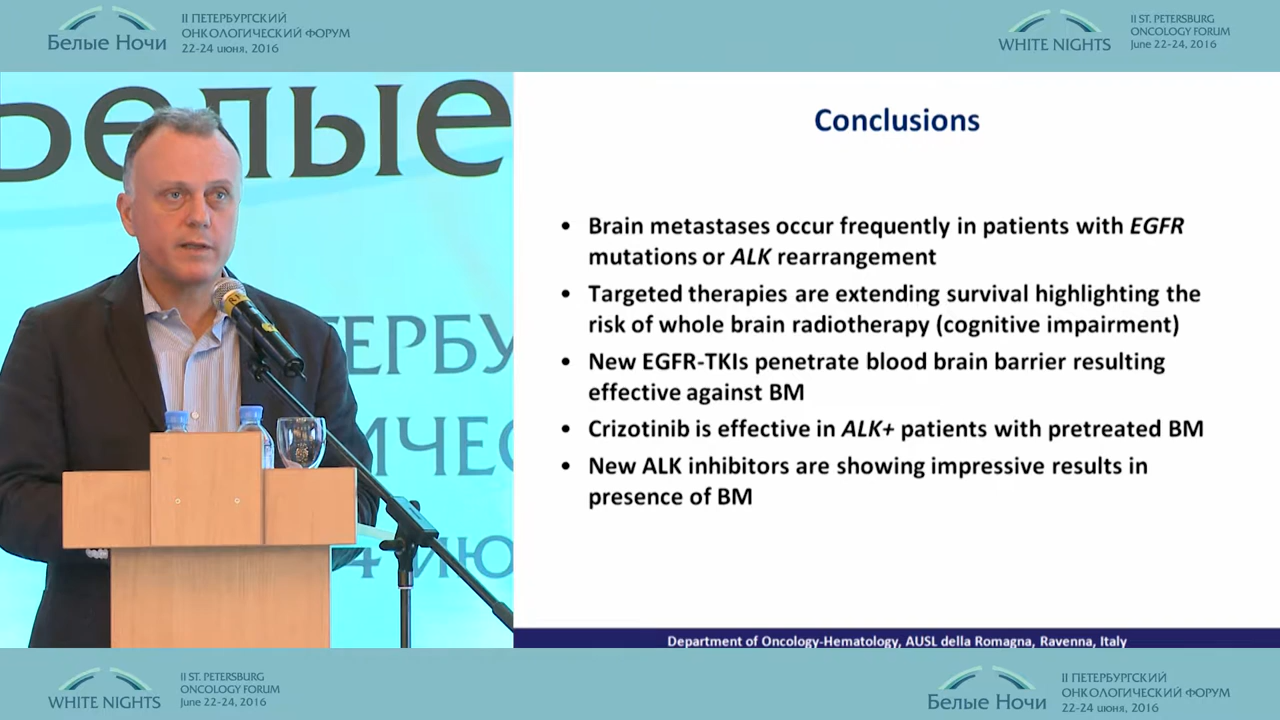 Белые Ночи
II ПЕТЕРБУРГСКИЙ
ОНКОЛОГИЧЕСКИЙ ФОРУМ
22-24 июня, 2016
WHITE NIGHTS
II ST. PETERSBURG
ONCOLOGY FORUM
June 22-24, 2016
Белые
ЕРБУ
ИЧЕС
4 ИЮ
Conclusions
• Brain metastases occur frequently in patients with EGFR
mutations or ALK rearrangement
• Targeted therapies are extending survival highlighting the
risk of whole brain radiotherapy (cognitive impairment)
• New EGFR-TKIs penetrate blood brain barrier resulting
effective against BM
• Crizotinib is effective in ALK+ patients with pretreated BM
• New ALK inhibitors are showing impressive results in
presence of BM
Department of Oncology-Hematology, AUSL della Romagna, Ravenna, Italy
WHITE NIGHTS
II ST. PETERSBURG
ONCOLOGY FORUM
June 22-24, 2016
Белые Ночи
II ПЕТЕРБУРГСКИЙ
ОНКОЛОГИЧЕСКИЙ ФОРУМ
22-24 июня, 2016